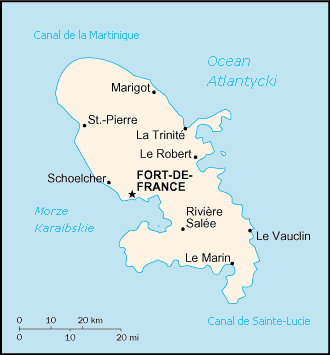 Canal de la Martinique
Ocean
Atlantycki
Marigot
St.-Pierre
La Trinité
Le Robert
Schoelcher
FORT-DE-
FRANCE
Morze
Karaibskie
Rivière
Salée
Le Vauclin
Le Marin
0 10 20 km
0 10 20 mi
Canal de Sainte-Lucie